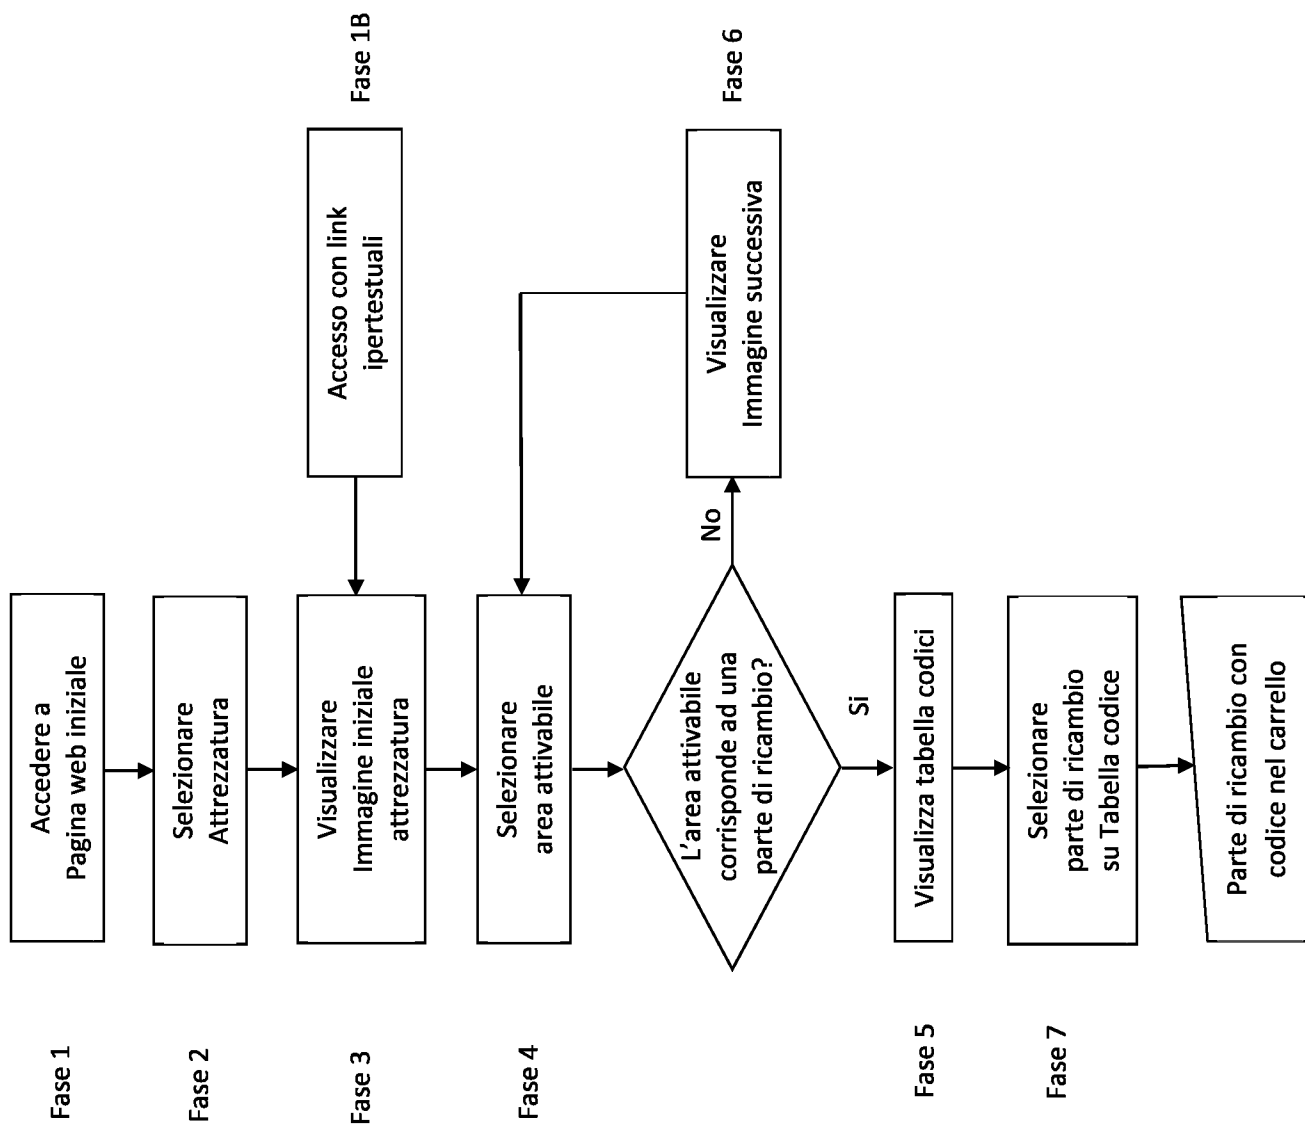 Fase 1
Accedere a
Pagina web iniziale
Fase 2
Selezionare
Attrezzatura
Fase 3
Visualizzare
Immagine iniziale
attrezzatura
Accesso con link
ipertestuali
Fase 1B
Fase 4
Selezionare
area attivabile
L'area attivabile
corrisponde ad una
parte di ricambio?
No
Visualizzare
Immagine successiva
Fase 6
Si
Fase 5
Visualizza tabella codici
Fase 7
Selezionare
parte di ricambio
su Tabella codice
Parte di ricambio con
codice nel carrello